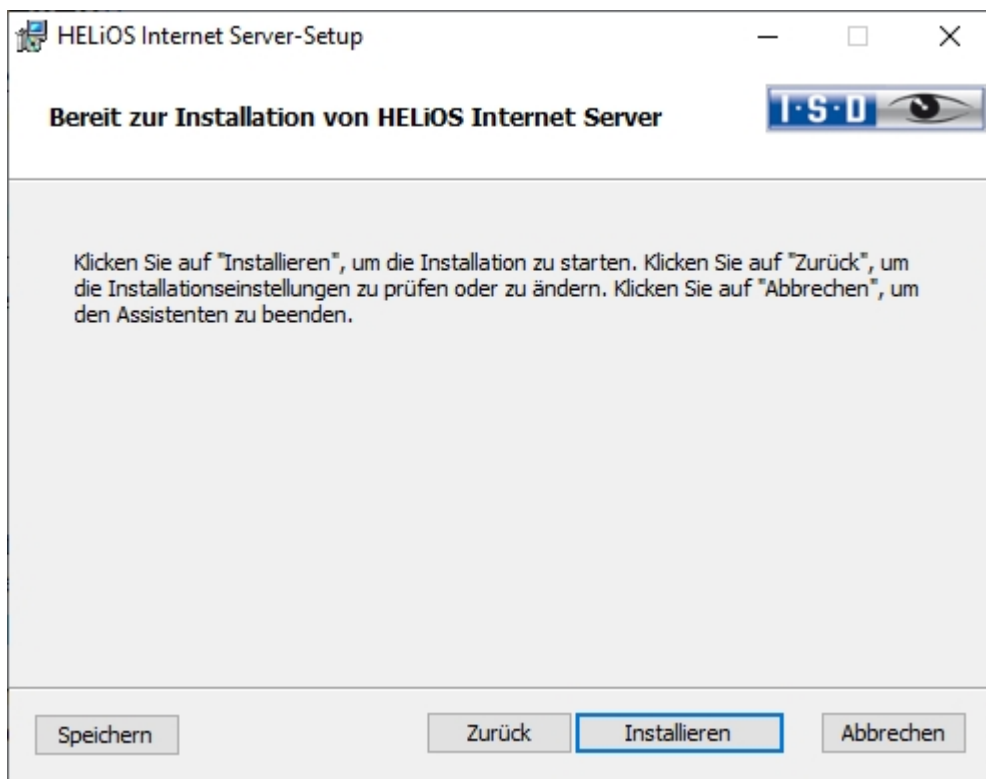 HELiOS Internet Server-Setup
Bereit zur Installation von HELiOS Internet Server
I·S·D
Klicken Sie auf "Installieren", um die Installation zu starten. Klicken Sie auf "Zurück", um
die Installationseinstellungen zu prüfen oder zu ändern. Klicken Sie auf "Abbrechen", um
den Assistenten zu beenden.
Speichern
Zurück
Installieren
Abbrechen